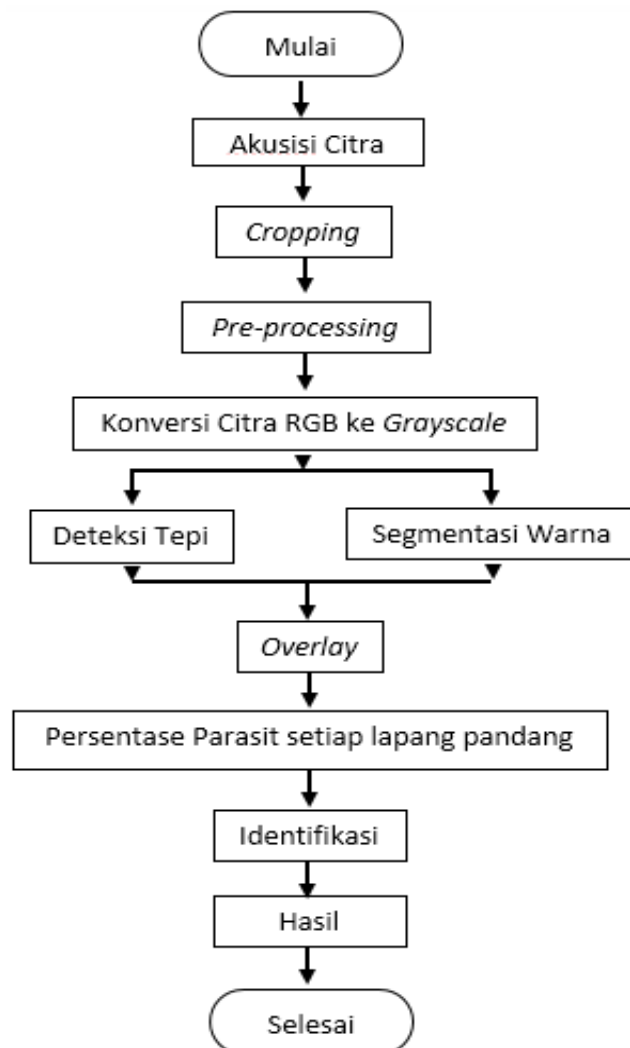 Mulai
Akusisi Citra
Cropping
Pre-processing
Konversi Citra RGB ke Grayscale
Deteksi Tepi
Segmentasi Warna
Overlay
Persentase Parasit setiap lapang pandang
Identifikasi
Hasil
Selesai